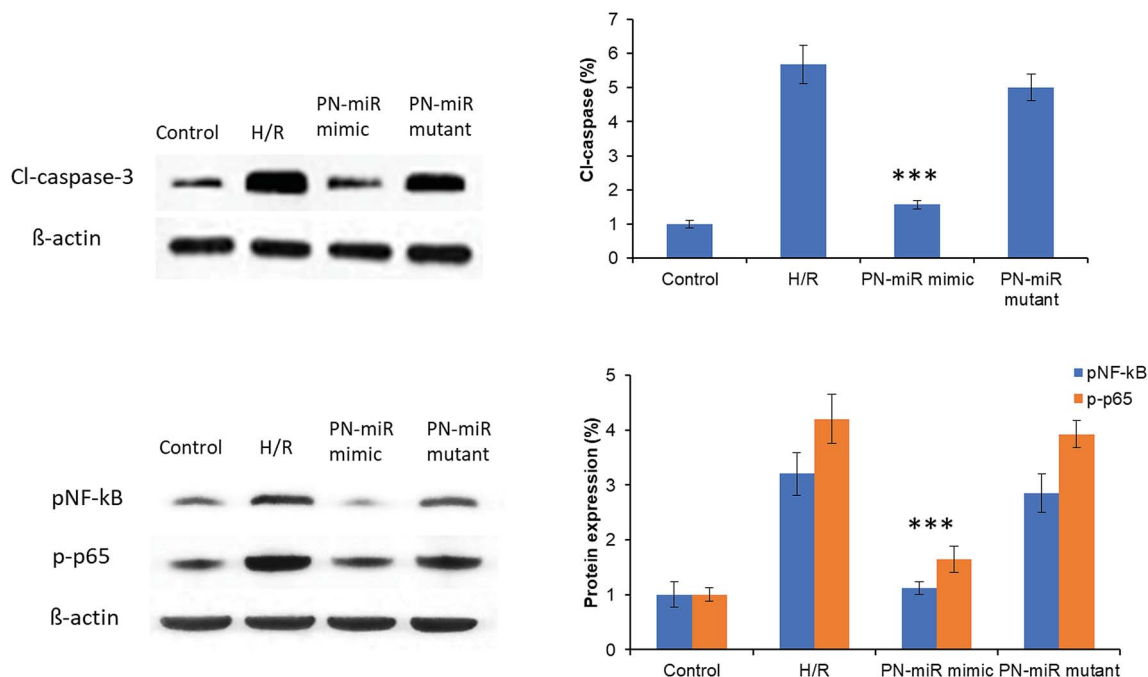 Control H/R PN-miR mimic PN-miR mutant
Cl-caspase-3
ß-actin
Cl-caspase (%)
7
6
5
4
3
2
1
0
***
Control H/R PN-miR mimic PN-miR mutant
Control H/R PN-miR mimic PN-miR mutant
pNF-kB
p-p65
ß-actin
Protein expression (%)
5
4
3
2
1
0
pNF-kB
p-p65
***
Control H/R PN-miR mimic PN-miR mutant